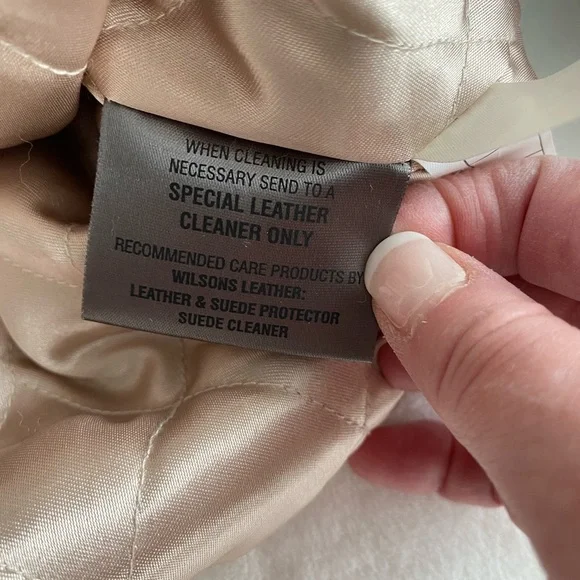 WHEN CLEANING IS
NECESSARY SEND TO A
SPECIAL LEATHER
CLEANER ONLY
RECOMMENDED CARE PRODUCTS BY
WILSONS LEATHER:
LEATHER & SUEDE PROTECTOR
SUEDE CLEANER